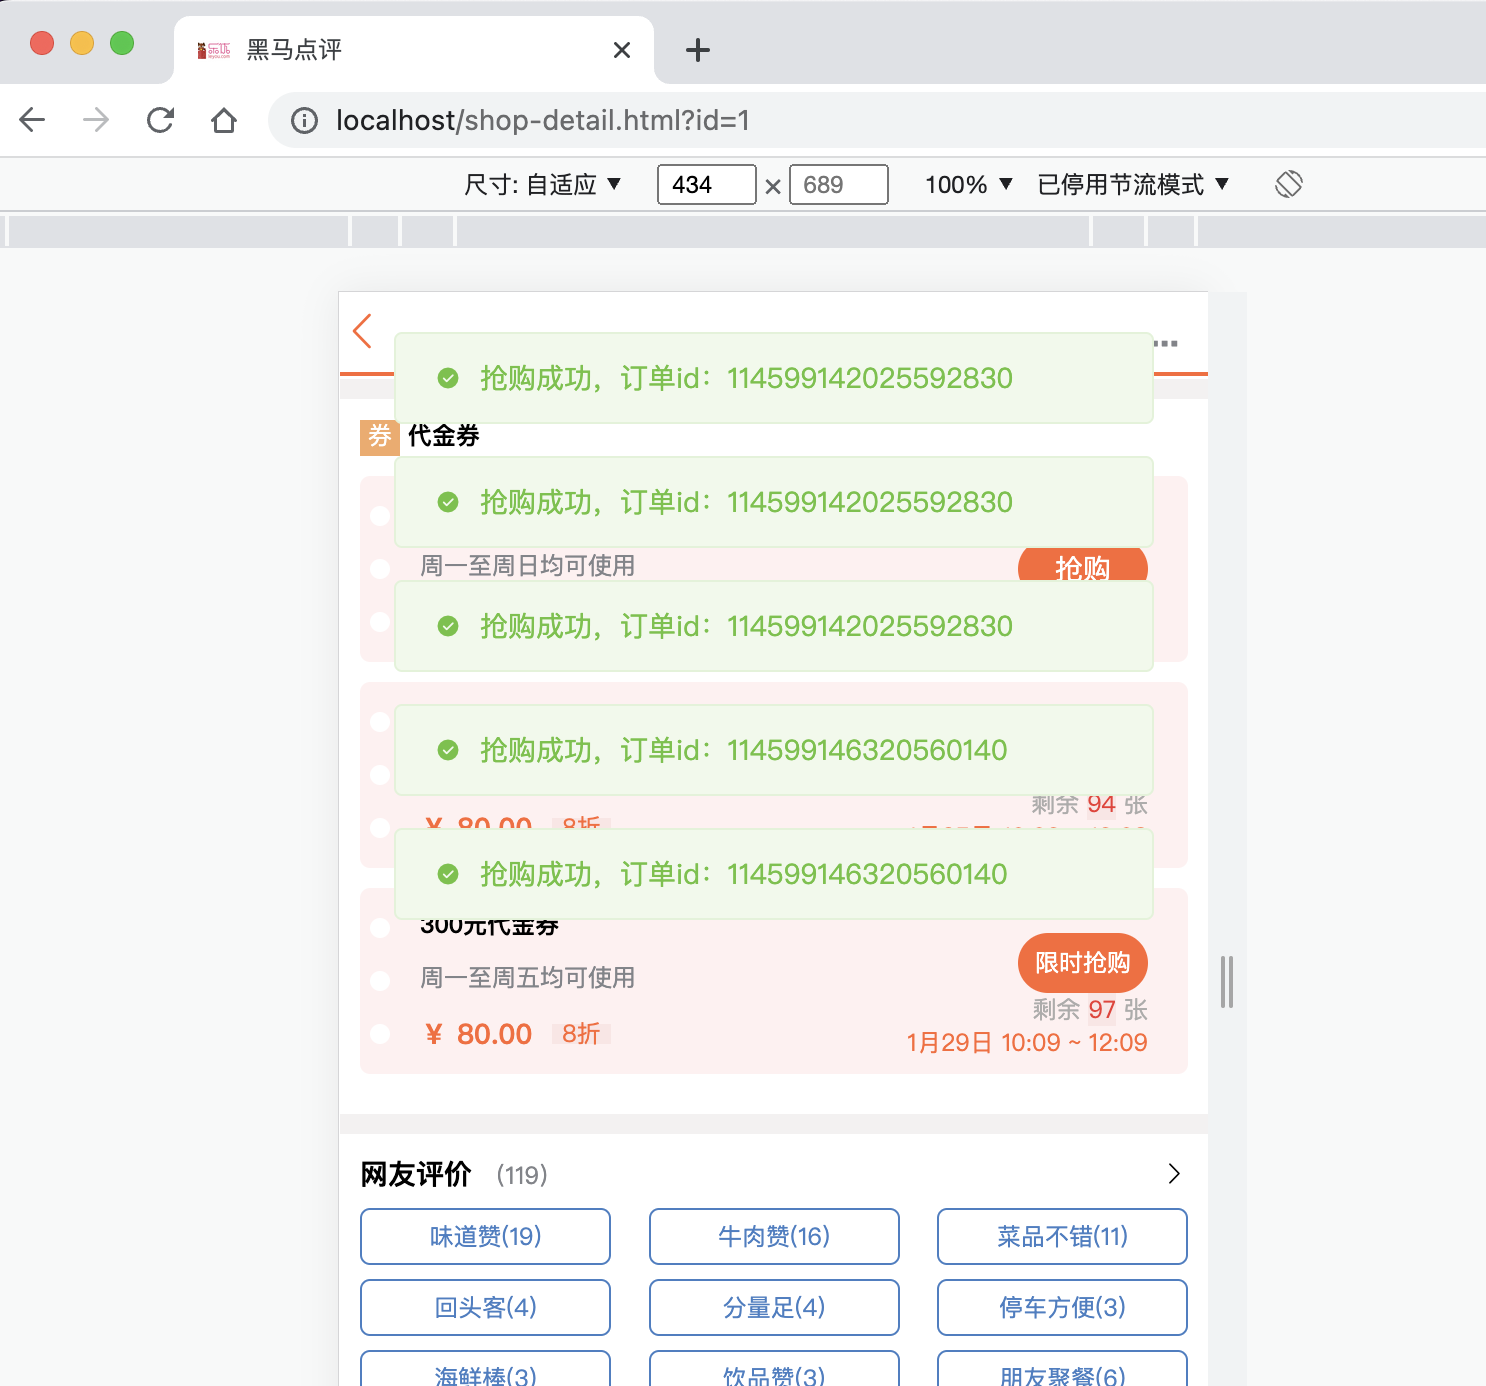 黑马点评
localhost/shop-detail.html?id=1
尺寸: 自适应 434 × 689 100% 已停用节流模式
抢购成功，订单id：1145991420255​92830
券 代金券
抢购成功，订单id：114599142025592830
周一至周日均可使用 抢购
抢购成功，订单id：114599142025592830
抢购成功，订单id：114599146320560140
剩余 94 张
¥ 80.00 8折
抢购成功，订单id：114599146320560140
300元代金券
周一至周五均可使用 限时抢购
剩余 97 张
¥ 80.00 8折 1月29日 10:09 ~ 12:09
网友评价 (119)
味道赞(19) 牛肉赞(16) 菜品不错(11)
回头客(4) 分量足(4) 停车方便(3)
海鲜棒(3) 饮品赞(3) 朋友聚餐(6)